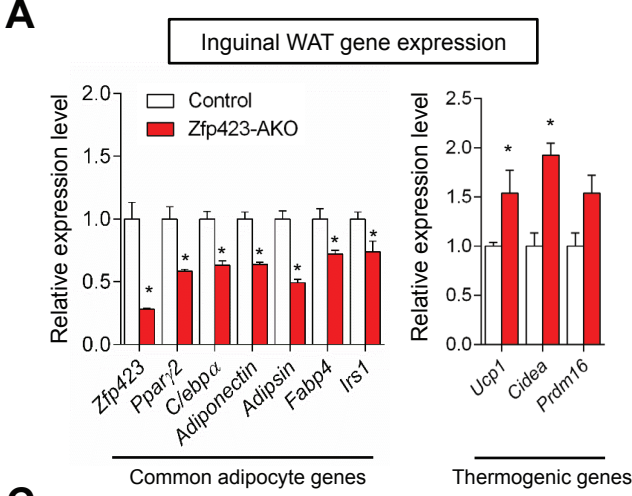 A
Inguinal WAT gene expression
Relative expression level
2.0
1.5
1.0
0.5
0.0
Control
Zfp423-AKO
*
*
*
*
*
*
*
Zfp423
Pparγ2
C/ebpα
Adiponectin
Adipsin
Fabp4
Irs1
Common adipocyte genes
Relative expression level
2.5
2.0
1.5
1.0
0.5
0.0
*
*
Ucp1
Cidea
Prdm16
Thermogenic genes